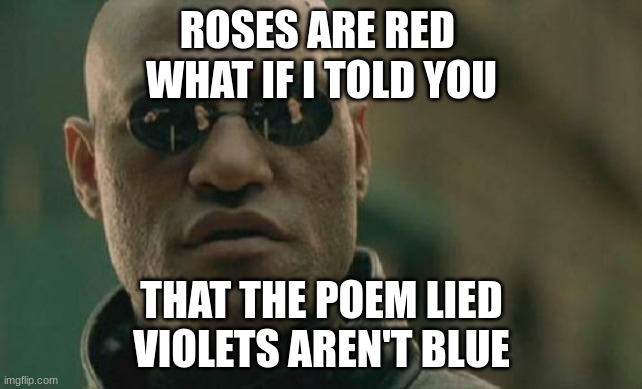 ROSES ARE RED
WHAT IF I TOLD YOU
THAT THE POEM LIED
VIOLETS AREN'T BLUE
imgflip.com